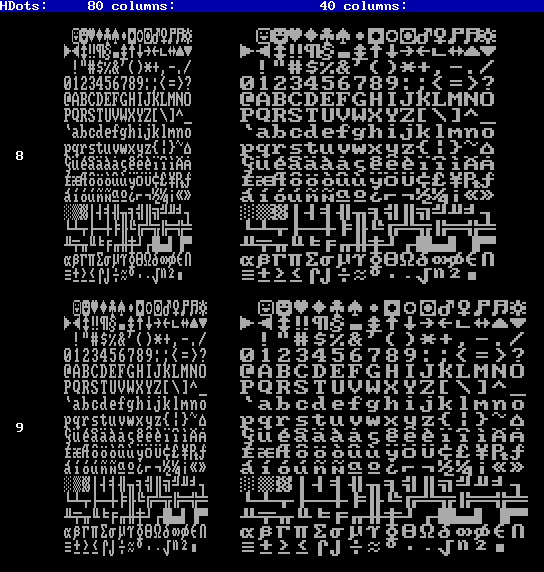 HDots: 80 columns: 40 columns:
8
☺☻♥♦♣♠•◘○◙♂♀♪♫☼
►◄↕‼¶§▬↨↑↓→←∟↔▲▼
!"#$%&'()*+,-./
0123456789:;<=>?
@ABCDEFGHIJKLMNO
PQRSTUVWXYZ[\]^_
`abcdefghijklmno
pqrstuvwxyz{¦}~⌂
ÇüéâäàåçêëèïîìÄÅ
ÉæÆôöòûùÿÖÜ¢£¥₧ƒ
áíóúñÑªº¿⌐¬½¼¡«»
░▒▓│┤╡╢╖╕╣║╗╝╜╛┐
└┴┬├─┼╞╟╚╔╩╦╠═╬╧
╨╤╥╙╘╒╓╫╪┘┌█▄▌▐▀
αßΓπΣσµτΦΘΩδ∞φε∩
≡±≥≤⌠⌡÷≈°∙·√ⁿ²■
☺☻♥♦♣♠•◘○◙♂♀♪♫☼
►◄↕‼¶§▬↨↑↓→←∟↔▲▼
!"#$%&'()*+,-./
0123456789:;<=>?
@ABCDEFGHIJKLMNO
PQRSTUVWXYZ[\]^_
`abcdefghijklmno
pqrstuvwxyz{¦}~⌂
ÇüéâäàåçêëèïîìÄÅ
ÉæÆôöòûùÿÖÜ¢£¥₧ƒ
áíóúñÑªº¿⌐¬½¼¡«»
░▒▓│┤╡╢╖╕╣║╗╝╜╛┐
└┴┬├─┼╞╟╚╔╩╦╠═╬╧
╨╤╥╙╘╒╓╫╪┘┌█▄▌▐▀
αßΓπΣσµτΦΘΩδ∞φε∩
≡±≥≤⌠⌡÷≈°∙·√ⁿ²■
9
☺☻♥♦♣♠•◘○◙♂♀♪♫☼
►◄↕‼¶§▬↨↑↓→←∟↔▲▼
!"#$%&'()*+,-./
0123456789:;<=>?
@ABCDEFGHIJKLMNO
PQRSTUVWXYZ[\]^_
`abcdefghijklmno
pqrstuvwxyz{¦}~⌂
ÇüéâäàåçêëèïîìÄÅ
ÉæÆôöòûùÿÖÜ¢£¥₧ƒ
áíóúñÑªº¿⌐¬½¼¡«»
░▒▓│┤╡╢╖╕╣║╗╝╜╛┐
└┴┬├─┼╞╟╚╔╩╦╠═╬╧
╨╤╥╙╘╒╓╫╪┘┌█▄▌▐▀
αßΓπΣσµτΦΘΩδ∞φε∩
≡±≥≤⌠⌡÷≈°∙·√ⁿ²■
☺☻♥♦♣♠•◘○◙♂♀♪♫☼
►◄↕‼¶§▬↨↑↓→←∟↔▲▼
!"#$%&'()*+,-./
0123456789:;<=>?
@ABCDEFGHIJKLMNO
PQRSTUVWXYZ[\]^_
`abcdefghijklmno
pqrstuvwxyz{¦}~⌂
ÇüéâäàåçêëèïîìÄÅ
ÉæÆôöòûùÿÖÜ¢£¥₧ƒ
áíóúñÑªº¿⌐¬½¼¡«»
░▒▓│┤╡╢╖╕╣║╗╝╜╛┐
└┴┬├─┼╞╟╚╔╩╦╠═╬╧
╨╤╥╙╘╒╓╫╪┘┌█▄▌▐▀
αßΓπΣσµτΦΘΩδ∞φε∩
≡±≥≤⌠⌡÷≈°∙·√ⁿ²■